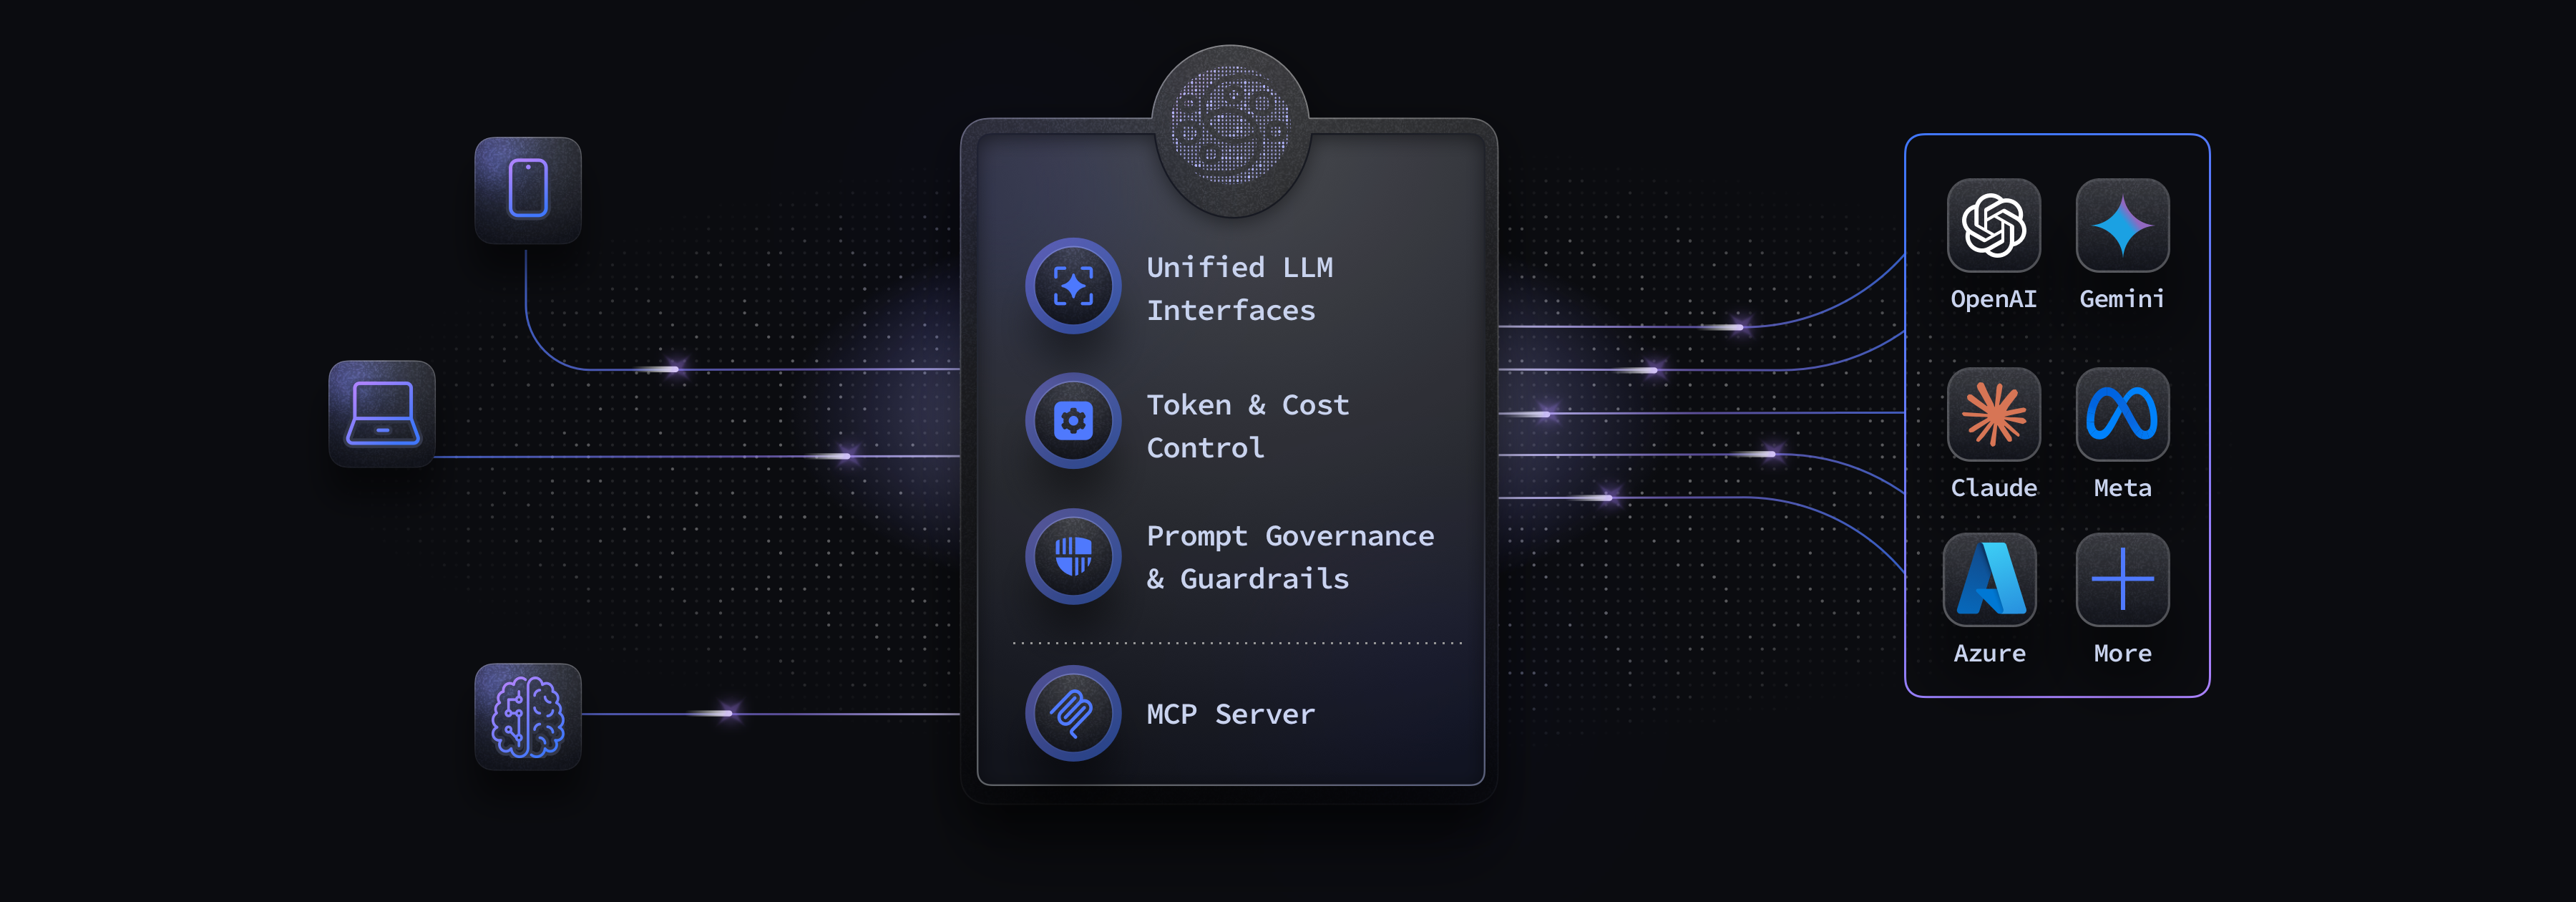 Unified LLM
Interfaces
Token & Cost
Control
Prompt Governance
& Guardrails
MCP Server
OpenAI
Gemini
Claude
Meta
Azure
More